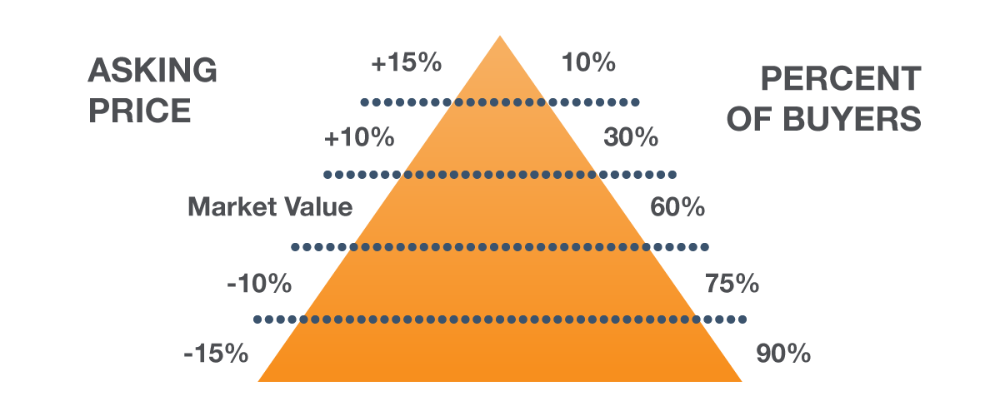 ASKING
PRICE
PERCENT
OF BUYERS
+15%
10%
+10%
30%
Market Value
60%
-10%
75%
-15%
90%